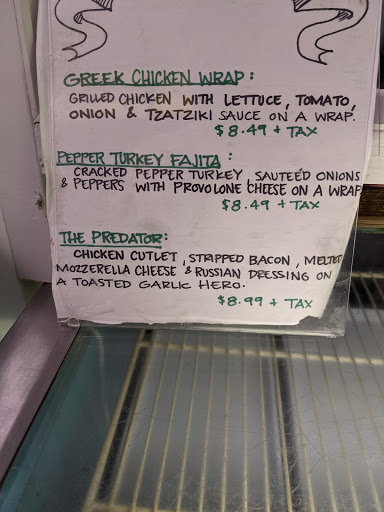 GREEK CHICKEN WRAP:
GRILLED CHICKEN WITH LETTUCE, TOMATO,
ONION & TZATZIKI SAUCE ON A WRAP.
$8.49 + TAX
PEPPER TURKEY FAJITA:
CRACKED PEPPER TURKEY, SAUTEE'D ONIONS
& PEPPERS WITH PROVOLONE CHEESE ON A WRAP
$8.49 + TAX
THE PREDATOR:
CHICKEN CUTLET, STRIPPED BACON, MELTED
MOZZERELLA CHEESE & RUSSIAN DRESSING ON
A TOASTED GARLIC HERO.
$8.99 + TAX